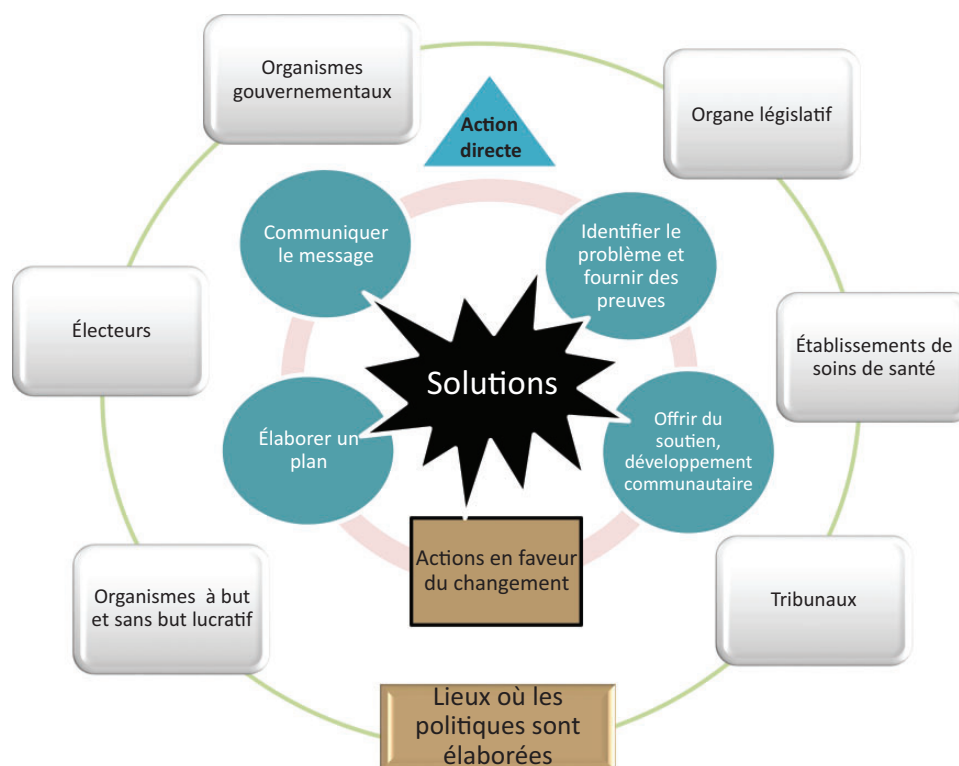 Organismes
gouvernementaux
Organe législatif
Action
directe
Communiquer
le message
Identifier le
problème et
fournir des
preuves
Électeurs
Établissements de
soins de santé
Solutions
Élaborer un
plan
Offrir du
soutien,
développement
communautaire
Actions en faveur
du changement
Organismes à but
et sans but lucratif
Tribunaux
Lieux où les
politiques sont
élaborées